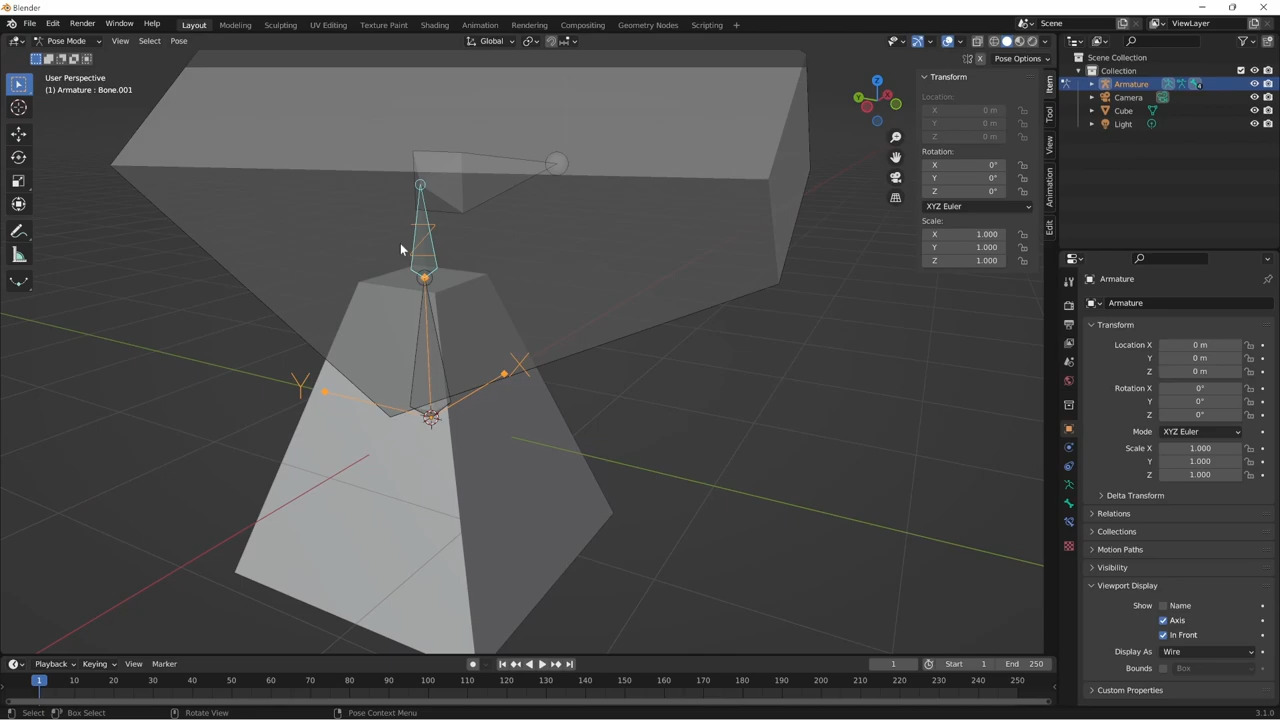 Blender
File Edit Render Window Help
Layout Modeling Sculpting UV Editing Texture Paint Shading Animation Rendering Compositing Geometry Nodes Scripting +
Scene
ViewLayer
Pose Mode View Select Pose
Global
Pose Options
User Perspective
(1) Armature : Bone.001
Z
Y
X
Y
X
Transform
Location:
X 0 m
Y 0 m
Z 0 m
Rotation:
X 0°
Y 0°
Z 0°
XYZ Euler
Scale:
X 1.000
Y 1.000
Z 1.000
Item
Tool
View
Animation
Edit
Scene Collection
Collection
Armature 4
Camera
Cube
Light
Armature
Armature
Transform
Location X 0 m
Y 0 m
Z 0 m
Rotation X 0°
Y 0°
Z 0°
Mode XYZ Euler
Scale X 1.000
Y 1.000
Z 1.000
Delta Transform
Relations
Collections
Motion Paths
Visibility
Viewport Display
Show Name
Axis
In Front
Display As Wire
Bounds Box
Custom Properties
Playback Keying View Marker
1 Start 1 End 250
1 10 20 30 40 50 60 70 80 90 100 110 120 130 140 150 160 170 180 190 200 210 220 230 240 250
Select Box Select Rotate View Pose Context Menu 3.1.0